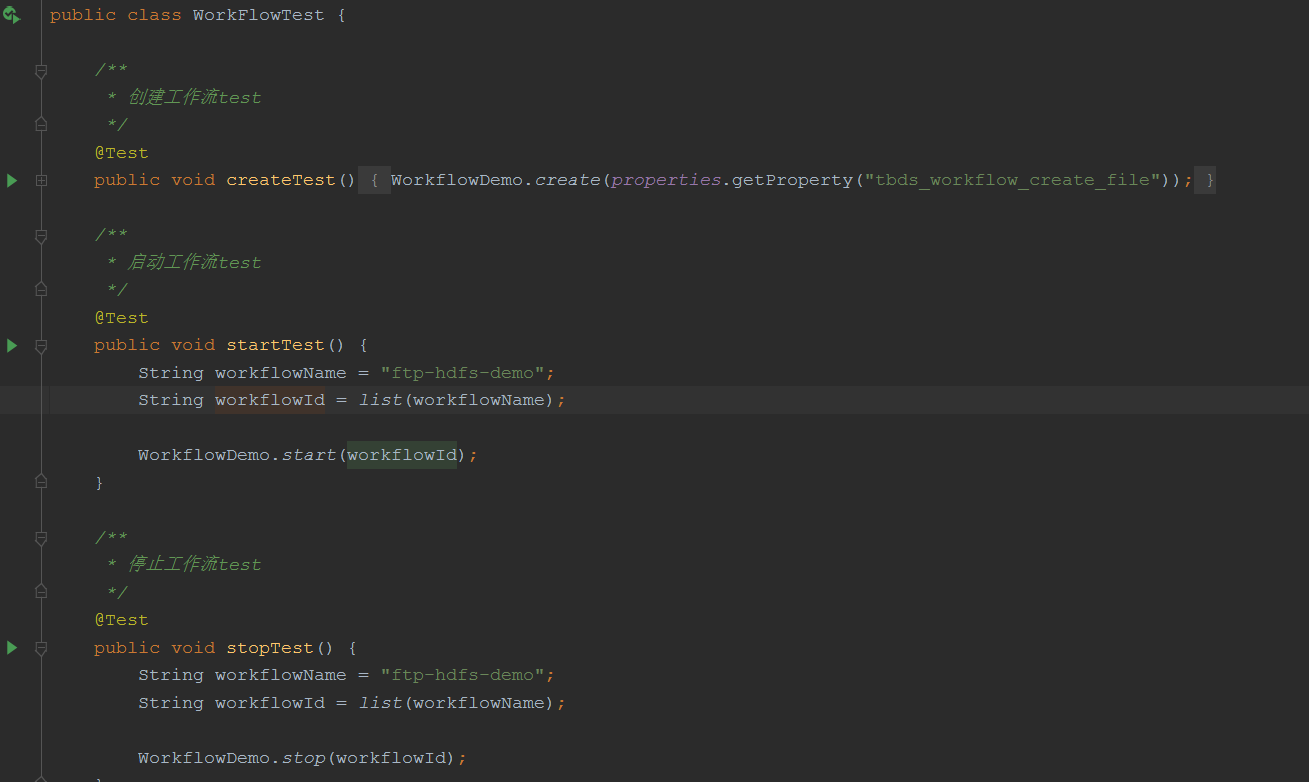 public class WorkFlowTest {
/**
* 创建工作流test
*/
@Test
public void createTest() { WorkflowDemo.create(properties.getProperty("tbds_workflow_create_file")); }
/**
* 启动工作流test
*/
@Test
public void startTest() {
String workflowName = "ftp-hdfs-demo";
String workflowId = list(workflowName);
WorkflowDemo.start(workflowId);
}
/**
* 停止工作流test
*/
@Test
public void stopTest() {
String workflowName = "ftp-hdfs-demo";
String workflowId = list(workflowName);
WorkflowDemo.stop(workflowId);
}